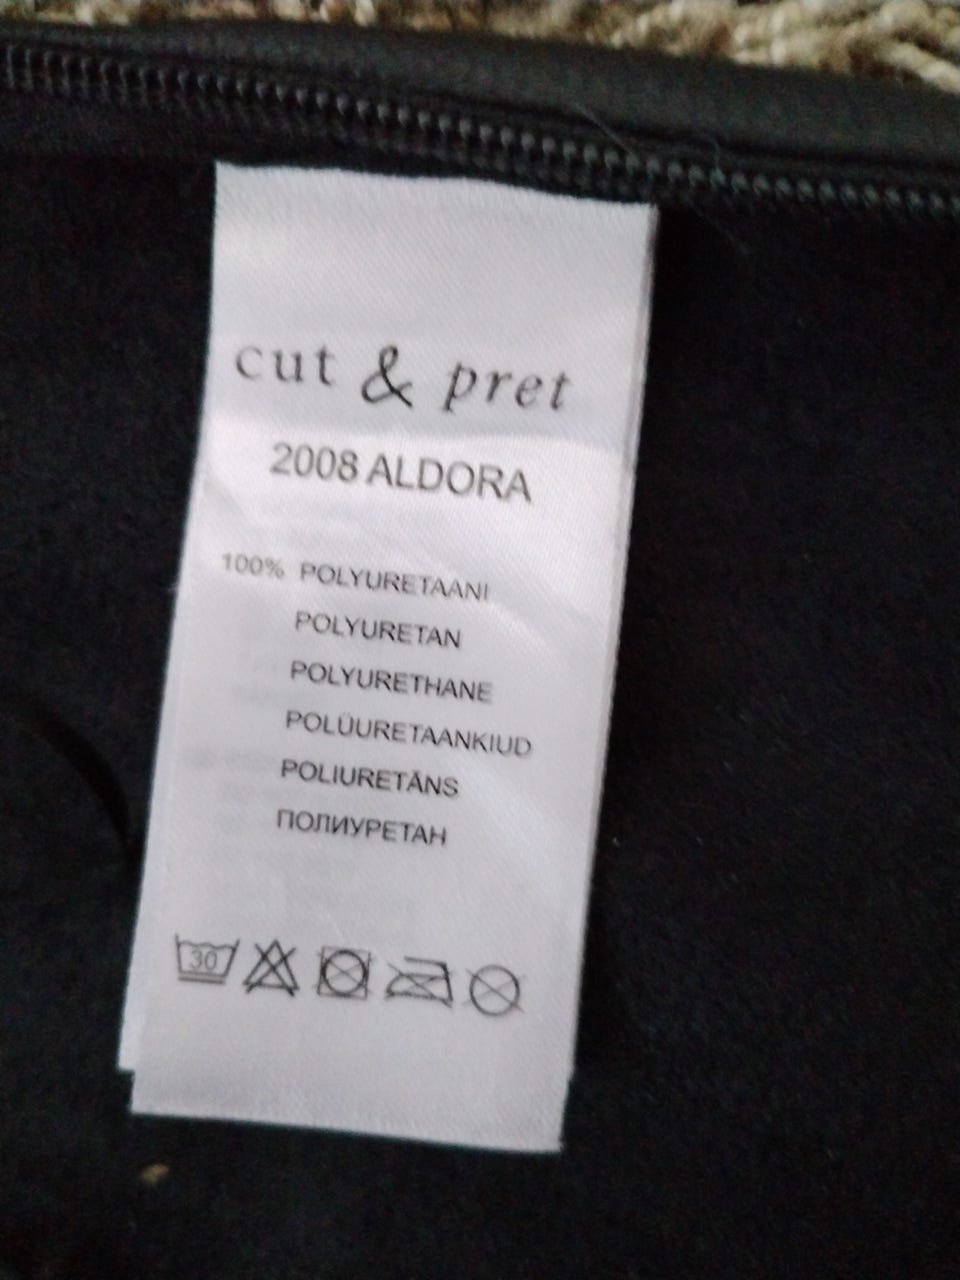 cut & pret
2008 ALDORA
100% POLYURETAANI
POLYURETAN
POLYURETHANE
POLÜURETAANKIUD
POLIURETĀNS
ПОЛИУРЕТАН
30